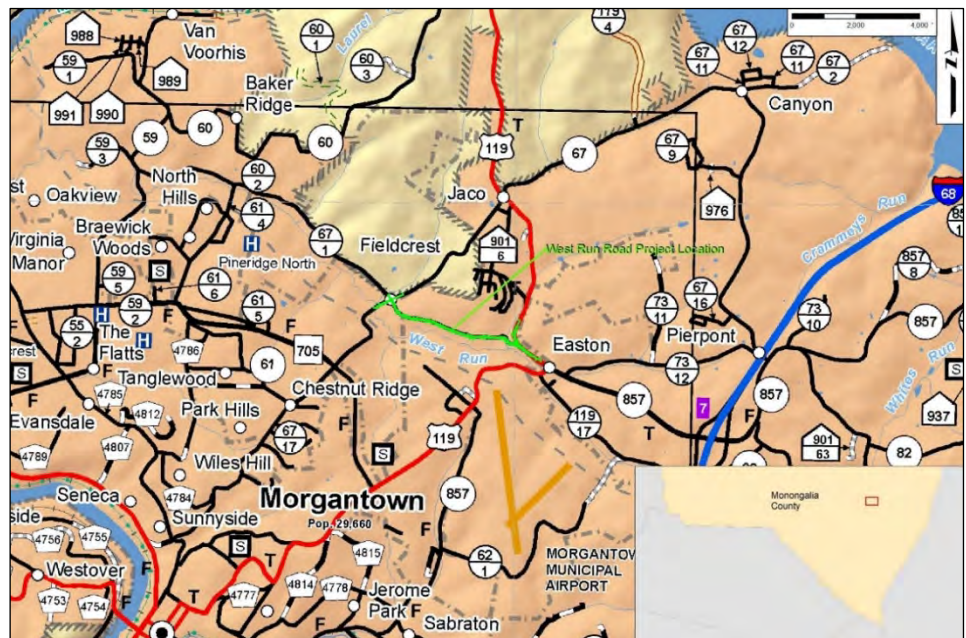 988
Van
Voorhis
60
1
Laurel
60
3
119
4
67
12
67
11
67
11
67
2
0
2,000
4,000
N
59
1
989
Baker
Ridge
991
990
60
59
60
T
Canyon
59
3
119
67
67
9
60
2
North
Hills
Oakview
61
4
Jaco
976
68
Braewick
Woods
H
67
1
Fieldcrest
901
6
Crammeys Run
Virginia
Manor
Pineridge North
West Run Road Project Location
857
8
59
5
S
61
6
67
16
H
59
2
61
5
73
11
73
10
857
55
2
The
Flatts
H
F
F
705
West Run
Pierpont
F
4786
Easton
S
F
Tanglewood
61
73
12
Whites Run
S
4785
Chestnut Ridge
857
7
857
937
Evansdale
4812
Park Hills
119
119
17
F
4789
4807
67
17
F
S
T
901
63
82
Wiles Hill
Seneca
4784
Morgantown
Pop. 29,660
857
Monongalia
County
Sunnyside
F
4756
4755
S
4815
62
1
MORGANTOW
MUNICIPAL
AIRPORT
Westover
F
T
F
4753
4754
F
T
4777
4814
4778
Jerome
Park
F
F
Sabraton